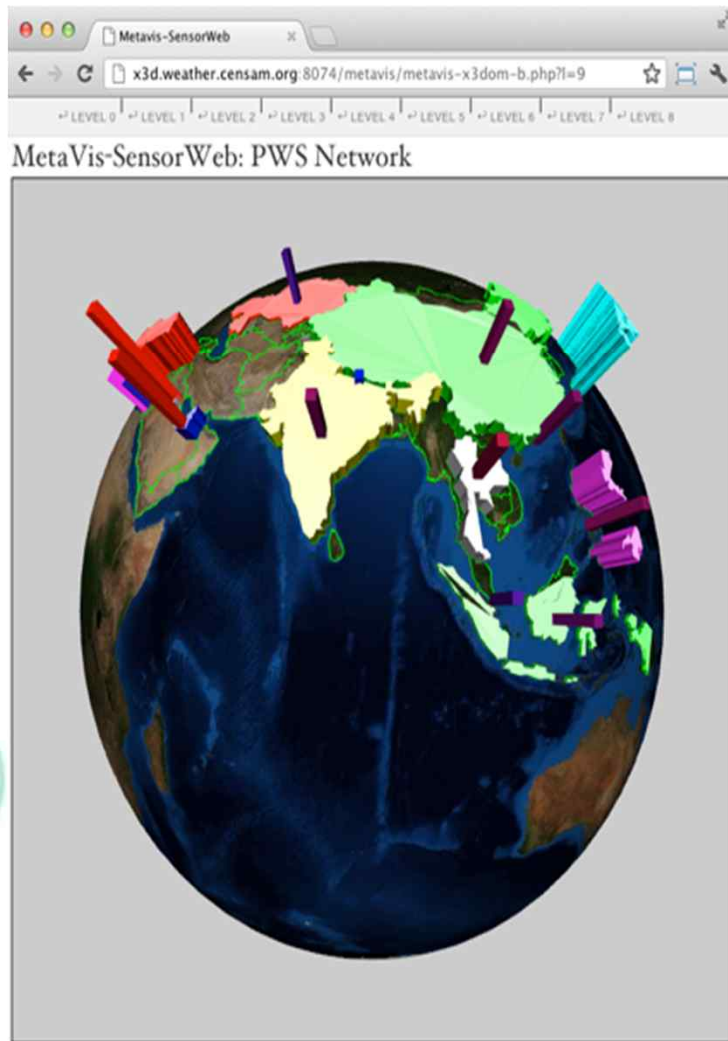 Metavis-SensorWeb
x3d.weather.censam.org:8074/metavis/metavis-x3dom-b.php?l=9
LEVEL 0 LEVEL 1 LEVEL 2 LEVEL 3 LEVEL 4 LEVEL 5 LEVEL 6 LEVEL 7 LEVEL 8
MetaVis-SensorWeb: PWS Network